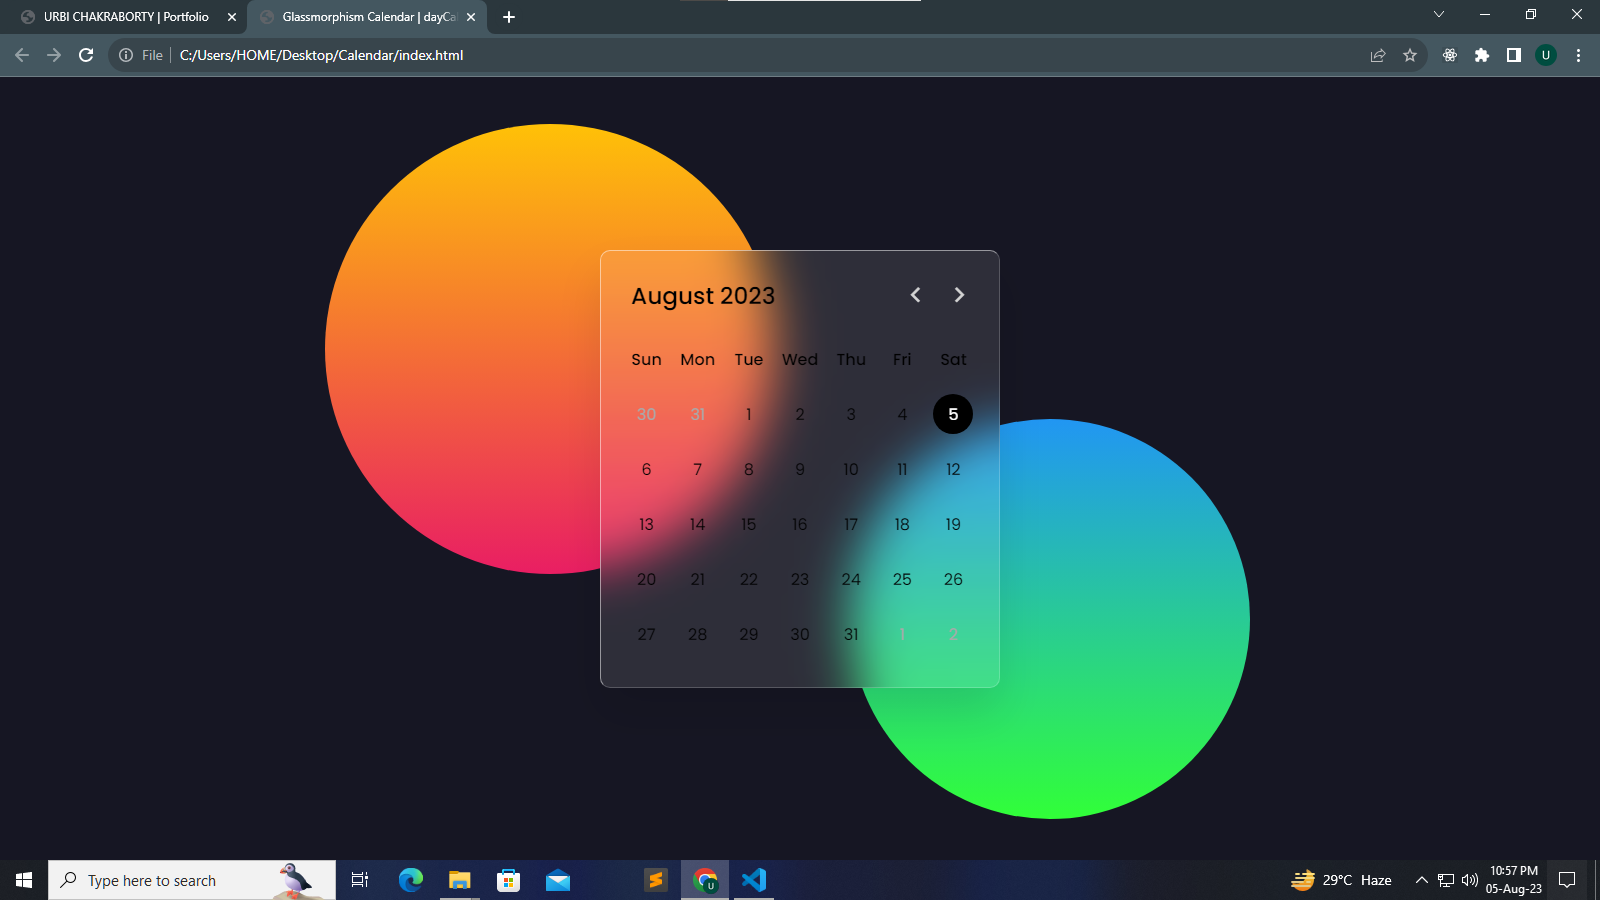 URBI CHAKRABORTY | Portfolio
Glassmorphism Calendar | dayCal
File
C:/Users/HOME/Desktop/Calendar/index.html
U
August 2023
Sun Mon Tue Wed Thu Fri Sat
30 31 1 2 3 4 5
6 7 8 9 10 11 12
13 14 15 16 17 18 19
20 21 22 23 24 25 26
27 28 29 30 31 1 2
Type here to search
U
29°C Haze
10:57 PM
05-Aug-23